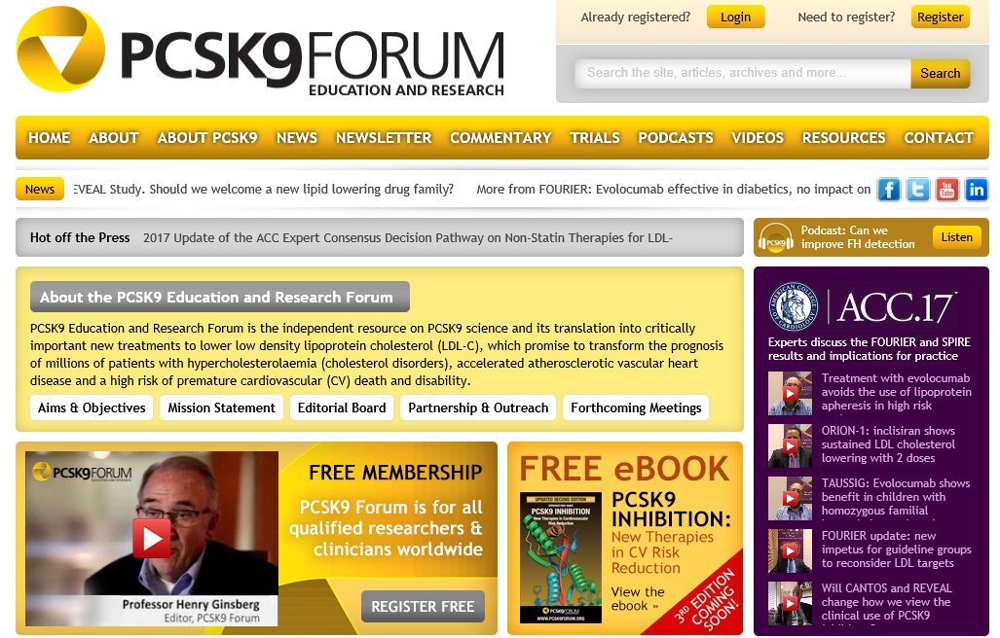 Already registered? Login Need to register? Register
PCSK9FORUM
EDUCATION AND RESEARCH
Search the site, articles, archives and more... Search
HOME ABOUT ABOUT PCSK9 NEWS NEWSLETTER COMMENTARY TRIALS PODCASTS VIDEOS RESOURCES CONTACT
News EVEAL Study. Should we welcome a new lipid lowering drug family? More from FOURIER: Evolocumab effective in diabetics, no impact on
f t You Tube in
Hot off the Press 2017 Update of the ACC Expert Consensus Decision Pathway on Non-Statin Therapies for LDL-
PCSK9
Podcast: Can we
improve FH detection
Listen
About the PCSK9 Education and Research Forum
PCSK9 Education and Research Forum is the independent resource on PCSK9 science and its translation into critically
important new treatments to lower low density lipoprotein cholesterol (LDL-C), which promise to transform the prognosis
of millions of patients with hypercholesterolaemia (cholesterol disorders), accelerated atherosclerotic vascular heart
disease and a high risk of premature cardiovascular (CV) death and disability.
Aims & Objectives Mission Statement Editorial Board Partnership & Outreach Forthcoming Meetings
AMERICAN COLLEGE of CARDIOLOGY
ACC.17
Experts discuss the FOURIER and SPIRE
results and implications for practice
Treatment with evolocumab
avoids the use of lipoprotein
apheresis in high risk
ORION-1: inclisiran shows
sustained LDL cholesterol
lowering with 2 doses
TAUSSIG: Evolocumab shows
benefit in children with
homozygous familial
FOURIER update: new
impetus for guideline groups
to reconsider LDL targets
Will CANTOS and REVEAL
change how we view the
clinical use of PCSK9
PCSK9FORUM
EDUCATION AND RESEARCH
Professor Henry Ginsberg
Editor, PCSK9 Forum
FREE MEMBERSHIP
PCSK9 Forum is for all
qualified researchers &
clinicians worldwide
REGISTER FREE
FREE eBOOK
UPDATED SECOND EDITION
PCSK9 INHIBITION
New Therapies in Cardiovascular
Risk Reduction
PCSK9FORUM
WWW.PCSK9FORUM.ORG
PCSK9
INHIBITION:
New Therapies
in CV Risk
Reduction
View the
ebook »
3RD EDITION
COMING
SOON!